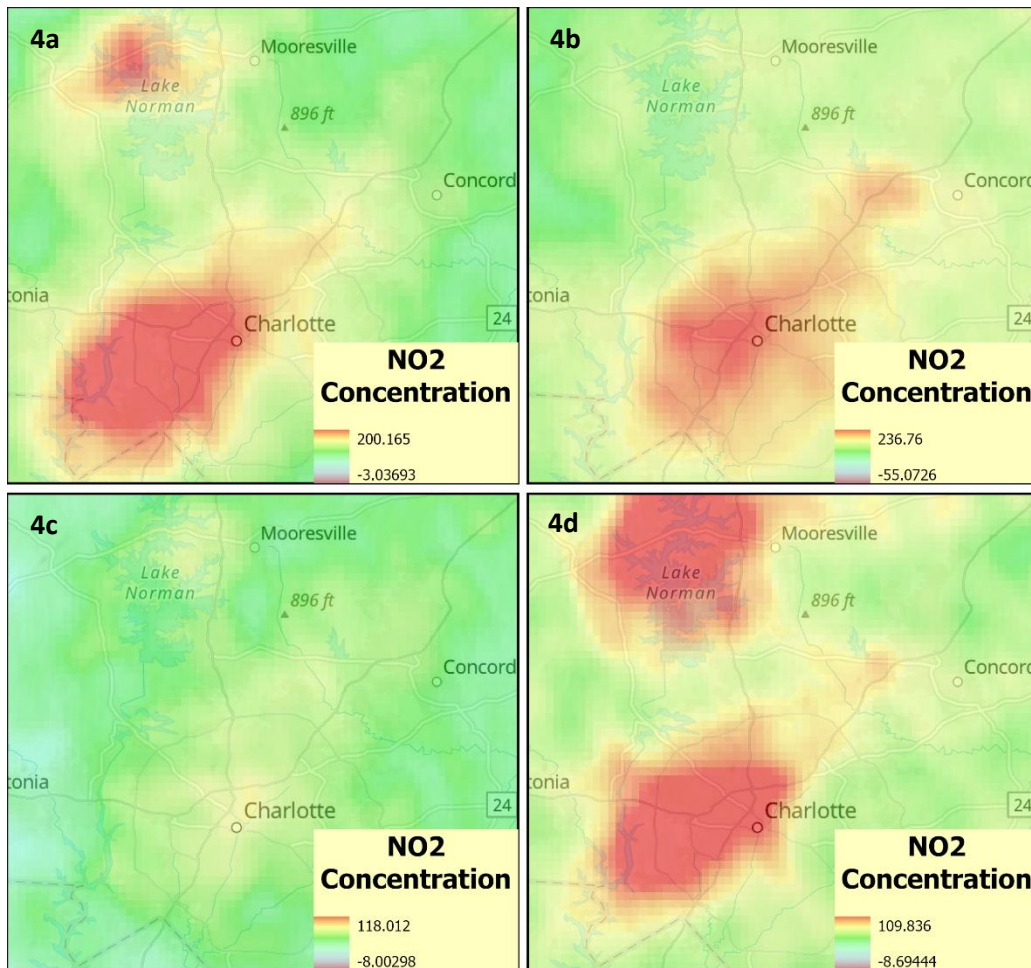 4a
Mooresville
Lake
Norman
896 ft
Concord
tonia
Charlotte
24
NO2
Concentration
200.165
-3.03693
4b
Mooresville
Lake
Norman
896 ft
Concord
tonia
Charlotte
24
NO2
Concentration
236.76
-55.0726
4c
Mooresville
Lake
Norman
896 ft
Concord
tonia
Charlotte
24
NO2
Concentration
118.012
-8.00298
4d
Mooresville
Lake
Norman
896 ft
Concord
tonia
Charlotte
24
NO2
Concentration
109.836
-8.69444